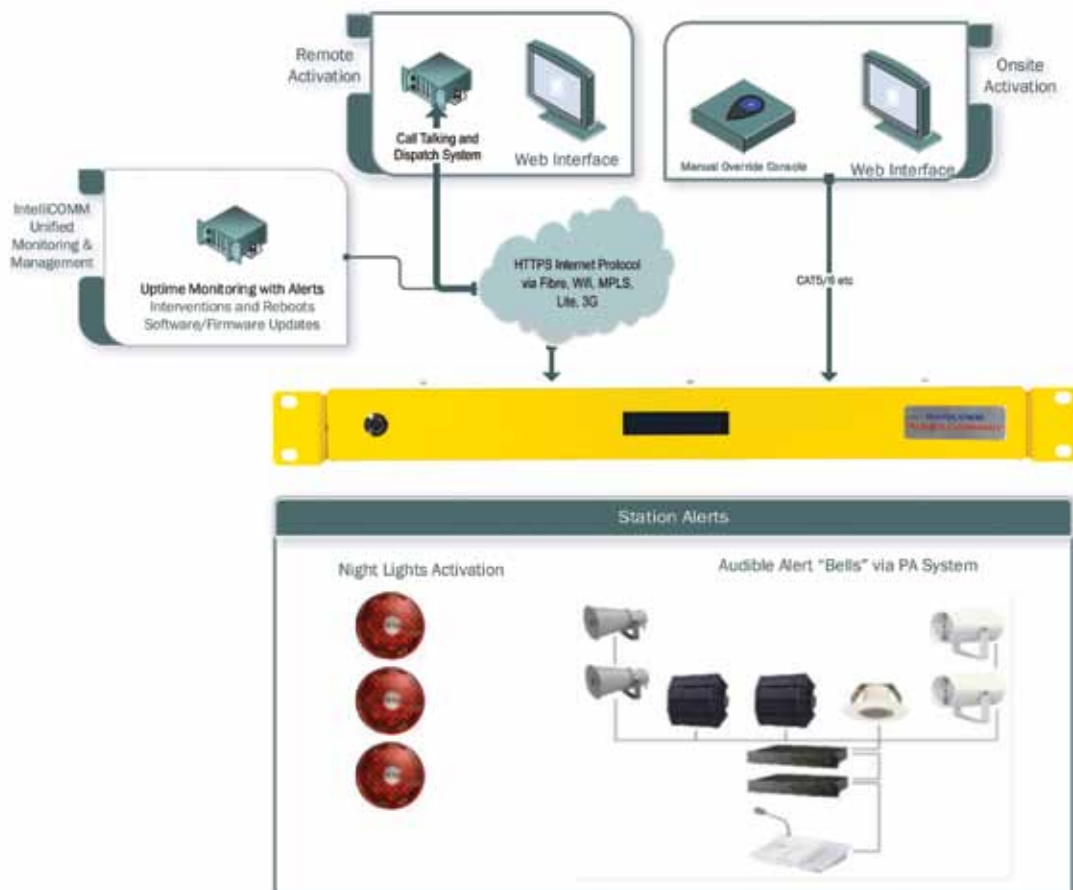 Remote
Activation
Call Talking and
Dispatch System
Web Interface
Manual Override Console
Web Interface
Onsite
Activation
IntelliCOMM
Unified
Monitoring &
Management
Uptime Monitoring with Alerts
Interventions and Reboots
Software/Firmware Updates
HTTPS Internet Protocol
via Fibre, Wifi, MPLS,
Lite, 3G
CAT5/6 etc
Station Alerts
Night Lights Activation
Audible Alert "Bells" via PA System